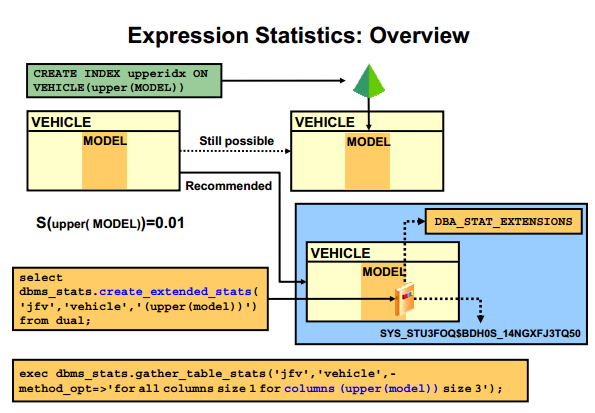 Expression Statistics: Overview
CREATE INDEX upperidx ON
VEHICLE(upper(MODEL))
VEHICLE
MODEL
Still possible
Recommended
VEHICLE
MODEL
S(upper( MODEL))=0.01
DBA_STAT_EXTENSIONS
VEHICLE
MODEL
select
dbms_stats.create_extended_stats(
'jfv','vehicle','(upper(model))')
from dual;
SYS_STU3FOQ$BDH0S_14NGXFJ3TQ50
exec dbms_stats.gather_table_stats('jfv','vehicle',-
method_opt=>'for all columns size 1 for columns (upper(model)) size 3');